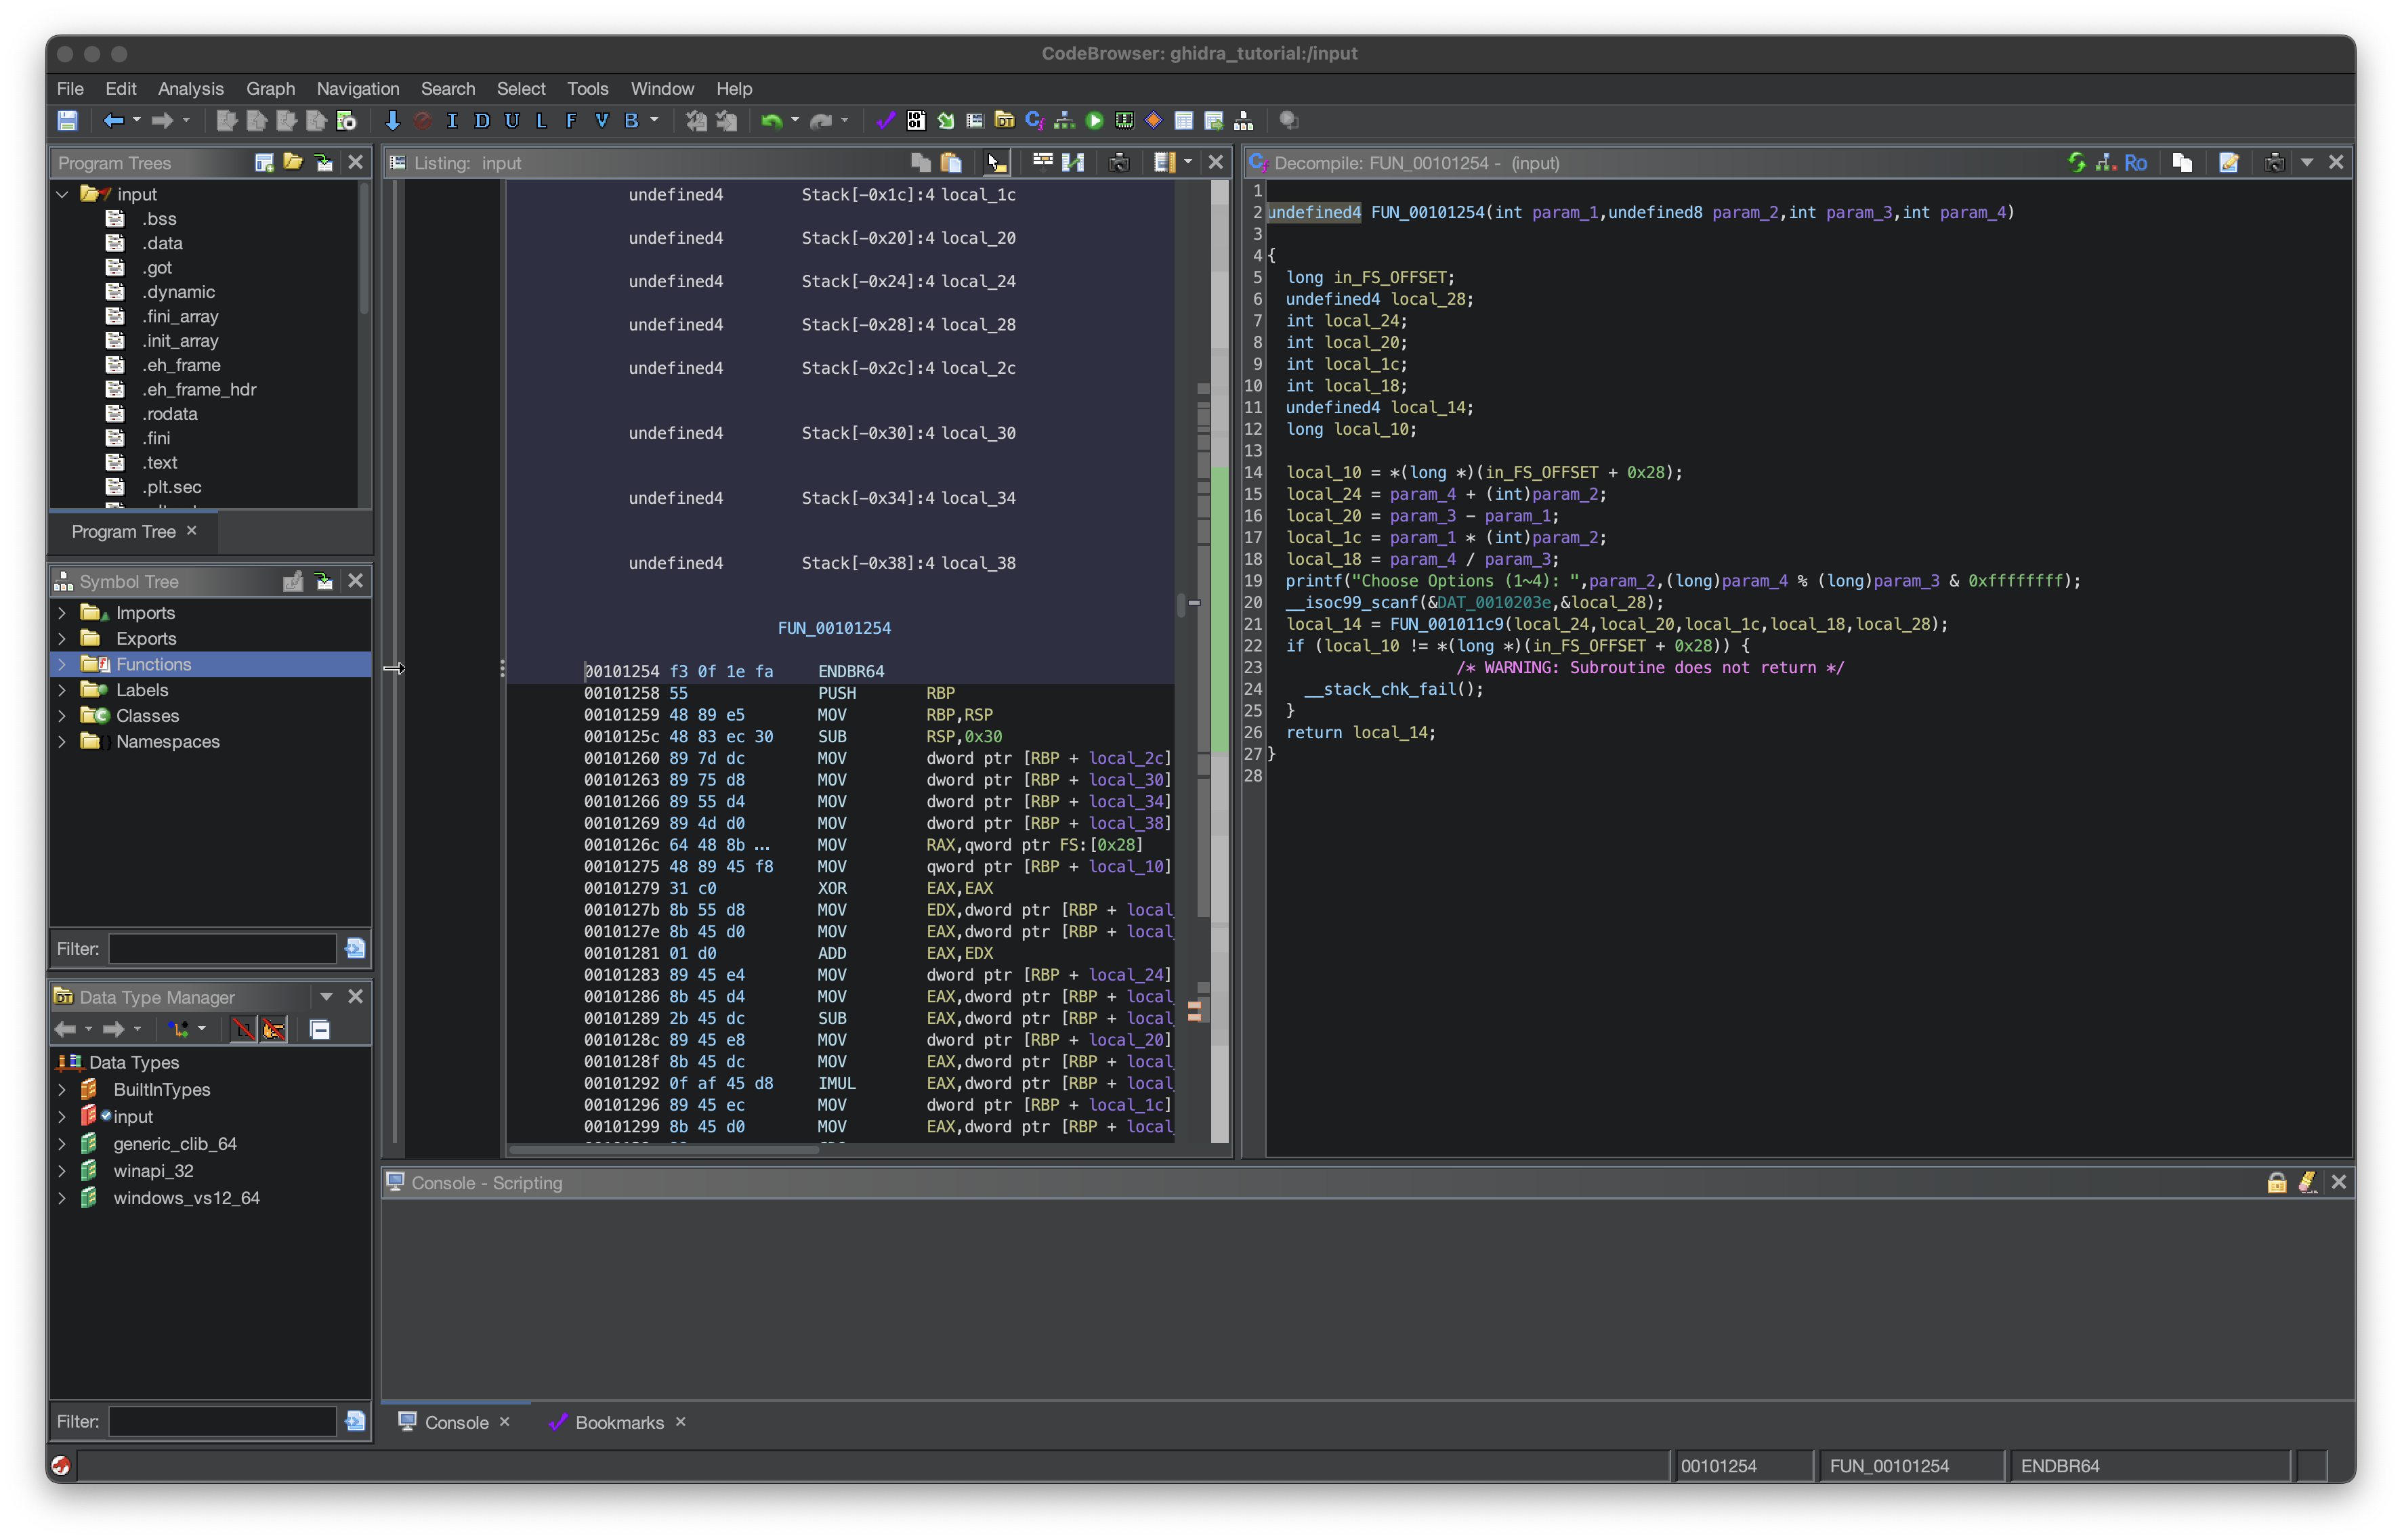 CodeBrowser: ghidra_tutorial:/input
File Edit Analysis Graph Navigation Search Select Tools Window Help
I D U L F V B
Program Trees
input
.bss
.data
.got
.dynamic
.fini_array
.init_array
.eh_frame
.eh_frame_hdr
.rodata
.fini
.text
.plt.sec
Program Tree
Symbol Tree
Imports
Exports
Functions
Labels
Classes
Namespaces
Filter:
Data Type Manager
Data Types
BuiltInTypes
input
generic_clib_64
winapi_32
windows_vs12_64
Filter:
Listing: input
undefined4 Stack[-0x1c]:4 local_1c
undefined4 Stack[-0x20]:4 local_20
undefined4 Stack[-0x24]:4 local_24
undefined4 Stack[-0x28]:4 local_28
undefined4 Stack[-0x2c]:4 local_2c
undefined4 Stack[-0x30]:4 local_30
undefined4 Stack[-0x34]:4 local_34
undefined4 Stack[-0x38]:4 local_38
FUN_00101254
00101254 f3 0f 1e fa ENDBR64
00101258 55 PUSH RBP
00101259 48 89 e5 MOV RBP,RSP
0010125c 48 83 ec 30 SUB RSP,0x30
00101260 89 7d dc MOV dword ptr [RBP + local_2c]
00101263 89 75 d8 MOV dword ptr [RBP + local_30]
00101266 89 55 d4 MOV dword ptr [RBP + local_34]
00101269 89 4d d0 MOV dword ptr [RBP + local_38]
0010126c 64 48 8b ... MOV RAX,qword ptr FS:[0x28]
00101275 48 89 45 f8 MOV qword ptr [RBP + local_10]
00101279 31 c0 XOR EAX,EAX
0010127b 8b 55 d8 MOV EDX,dword ptr [RBP + local_
0010127e 8b 45 d0 MOV EAX,dword ptr [RBP + local_
00101281 01 d0 ADD EAX,EDX
00101283 89 45 e4 MOV dword ptr [RBP + local_24]
00101286 8b 45 d4 MOV EAX,dword ptr [RBP + local_
00101289 2b 45 dc SUB EAX,dword ptr [RBP + local_
0010128c 89 45 e8 MOV dword ptr [RBP + local_20]
0010128f 8b 45 dc MOV EAX,dword ptr [RBP + local_
00101292 0f af 45 d8 IMUL EAX,dword ptr [RBP + local_
00101296 89 45 ec MOV dword ptr [RBP + local_1c]
00101299 8b 45 d0 MOV EAX,dword ptr [RBP + local_
Decompile: FUN_00101254 - (input)
Ro
1
2 undefined4 FUN_00101254(int param_1,undefined8 param_2,int param_3,int param_4)
3
4 {
5 long in_FS_OFFSET;
6 undefined4 local_28;
7 int local_24;
8 int local_20;
9 int local_1c;
10 int local_18;
11 undefined4 local_14;
12 long local_10;
13
14 local_10 = *(long *)(in_FS_OFFSET + 0x28);
15 local_24 = param_4 + (int)param_2;
16 local_20 = param_3 - param_1;
17 local_1c = param_1 * (int)param_2;
18 local_18 = param_4 / param_3;
19 printf("Choose Options (1~4): ",param_2,(long)param_4 % (long)param_3 & 0xffffffff);
20 __isoc99_scanf(&DAT_0010203e,&local_28);
21 local_14 = FUN_001011c9(local_24,local_20,local_1c,local_18,local_28);
22 if (local_10 != *(long *)(in_FS_OFFSET + 0x28)) {
23 /* WARNING: Subroutine does not return */
24 __stack_chk_fail();
25 }
26 return local_14;
27 }
28
Console - Scripting
Console
Bookmarks
00101254
FUN_00101254
ENDBR64